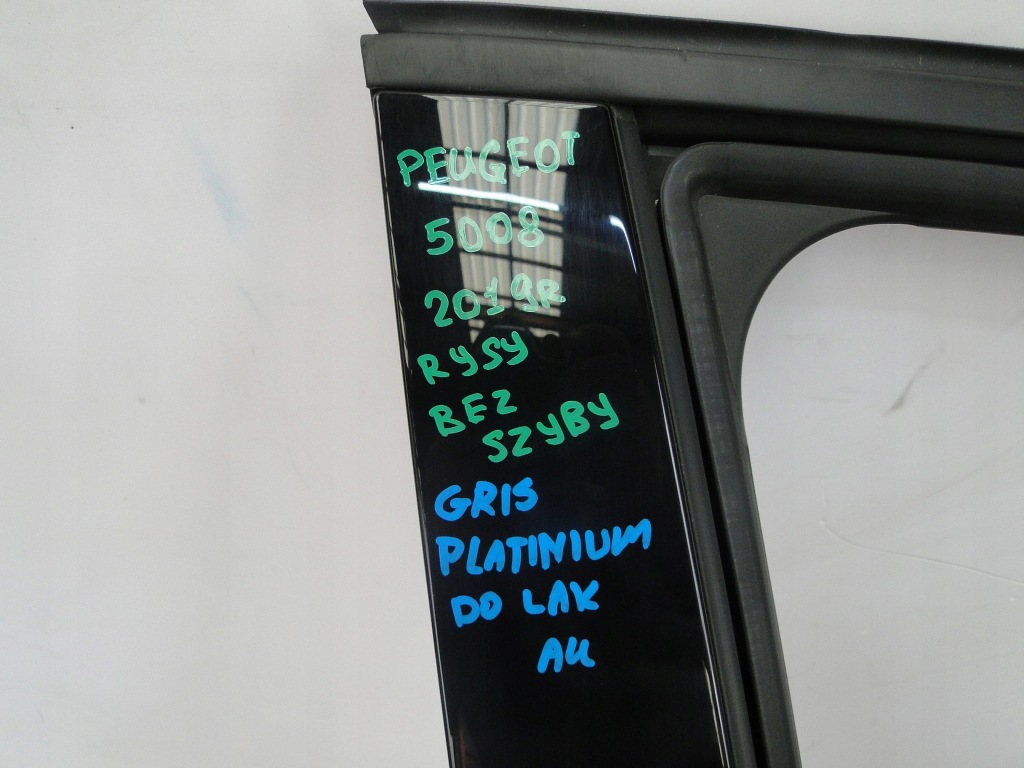 PEUGEOT
5008
2019R
RYSY
BEZ
SZYBY
GRIS
PLATINIUM
DO LAK
AU